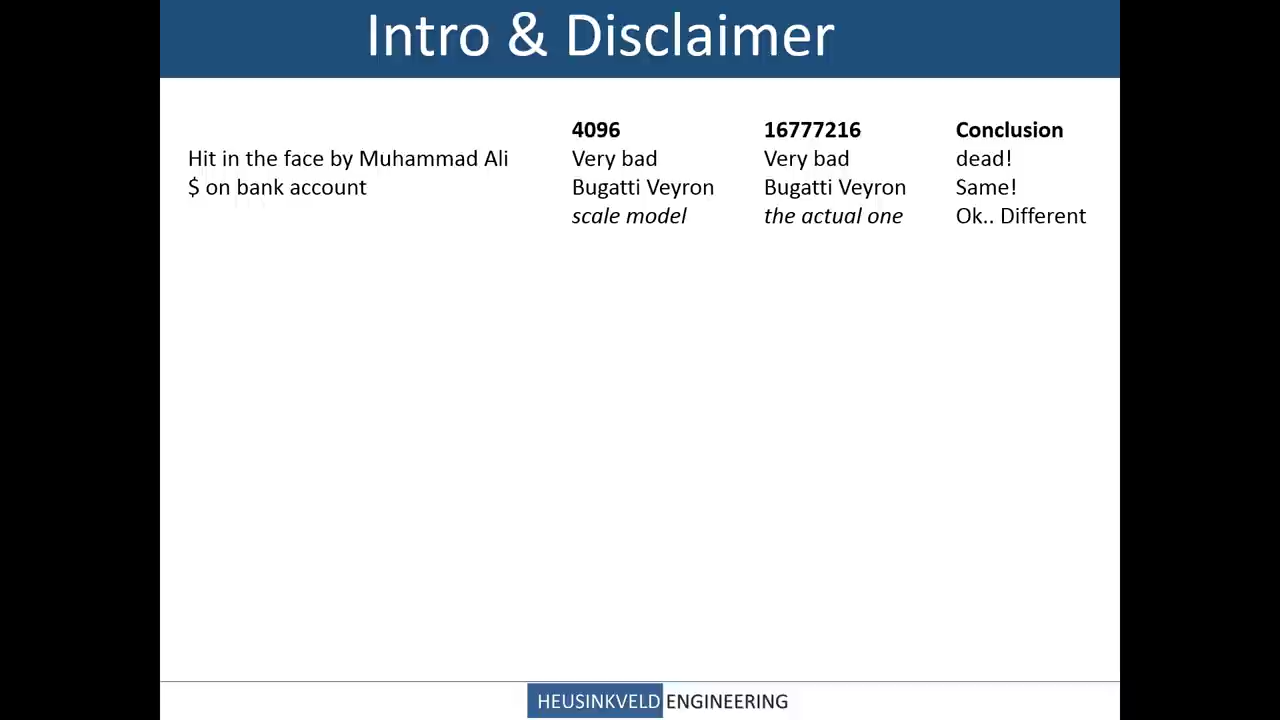 Intro & Disclaimer
4096 16777216 Conclusion
Hit in the face by Muhammad Ali Very bad Very bad dead!
$ on bank account Bugatti Veyron Bugatti Veyron Same!
scale model the actual one Ok.. Different
HEUSINKVELD ENGINEERING